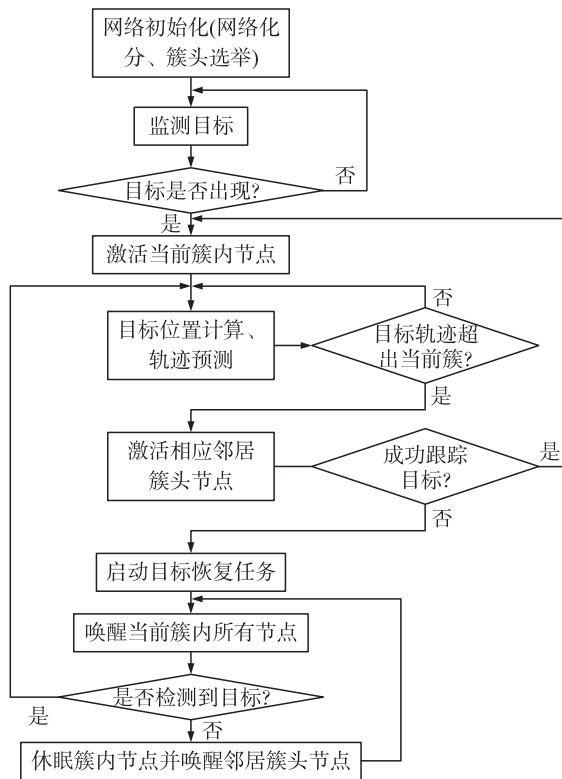 网络初始化(网络化
分、簇头选举)
监测目标
目标是否出现?
否
是
激活当前簇内节点
否
目标位置计算、
轨迹预测
目标轨迹超
出当前簇?
是
激活相应邻居
簇头节点
成功跟踪
目标?
是
否
启动目标恢复任务
唤醒当前簇内所有节点
是否检测到目标?
是
否
休眠簇内节点并唤醒邻居簇头节点